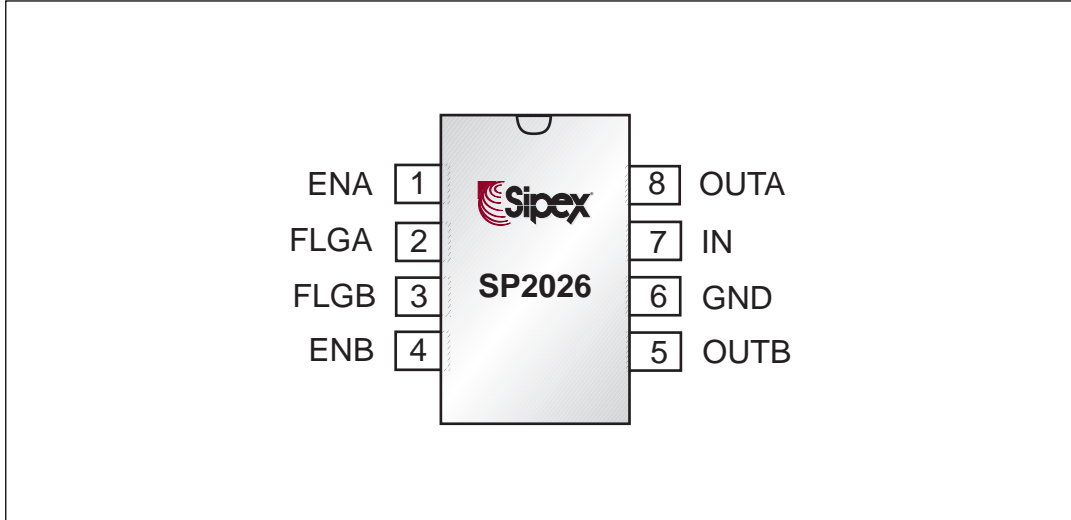 ENA 1 8 OUTA
Sipex
FLGA 2 7 IN
SP2026
FLGB 3 6 GND
ENB 4 5 OUTB